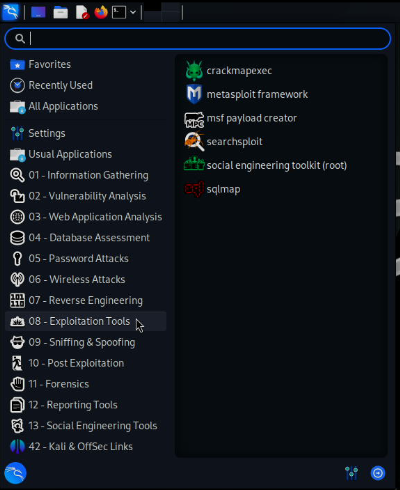 Favorites
Recently Used
All Applications
Settings
Usual Applications
01 - Information Gathering
02 - Vulnerability Analysis
03 - Web Application Analysis
04 - Database Assessment
05 - Password Attacks
06 - Wireless Attacks
07 - Reverse Engineering
08 - Exploitation Tools
09 - Sniffing & Spoofing
10 - Post Exploitation
11 - Forensics
12 - Reporting Tools
13 - Social Engineering Tools
42 - Kali & OffSec Links
crackmapexec
metasploit framework
msf payload creator
searchsploit
social engineering toolkit (root)
sqlmap